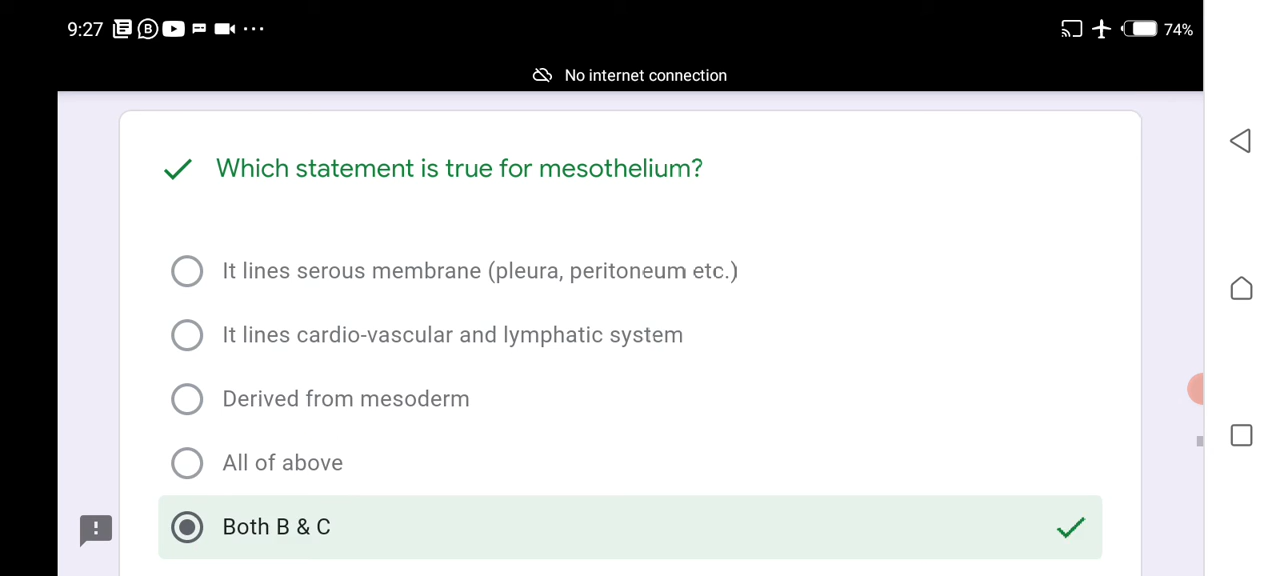 9:27 B ... 74%
No internet connection
Which statement is true for mesothelium?
It lines serous membrane (pleura, peritoneum etc.)
It lines cardio-vascular and lymphatic system
Derived from mesoderm
All of above
Both B & C